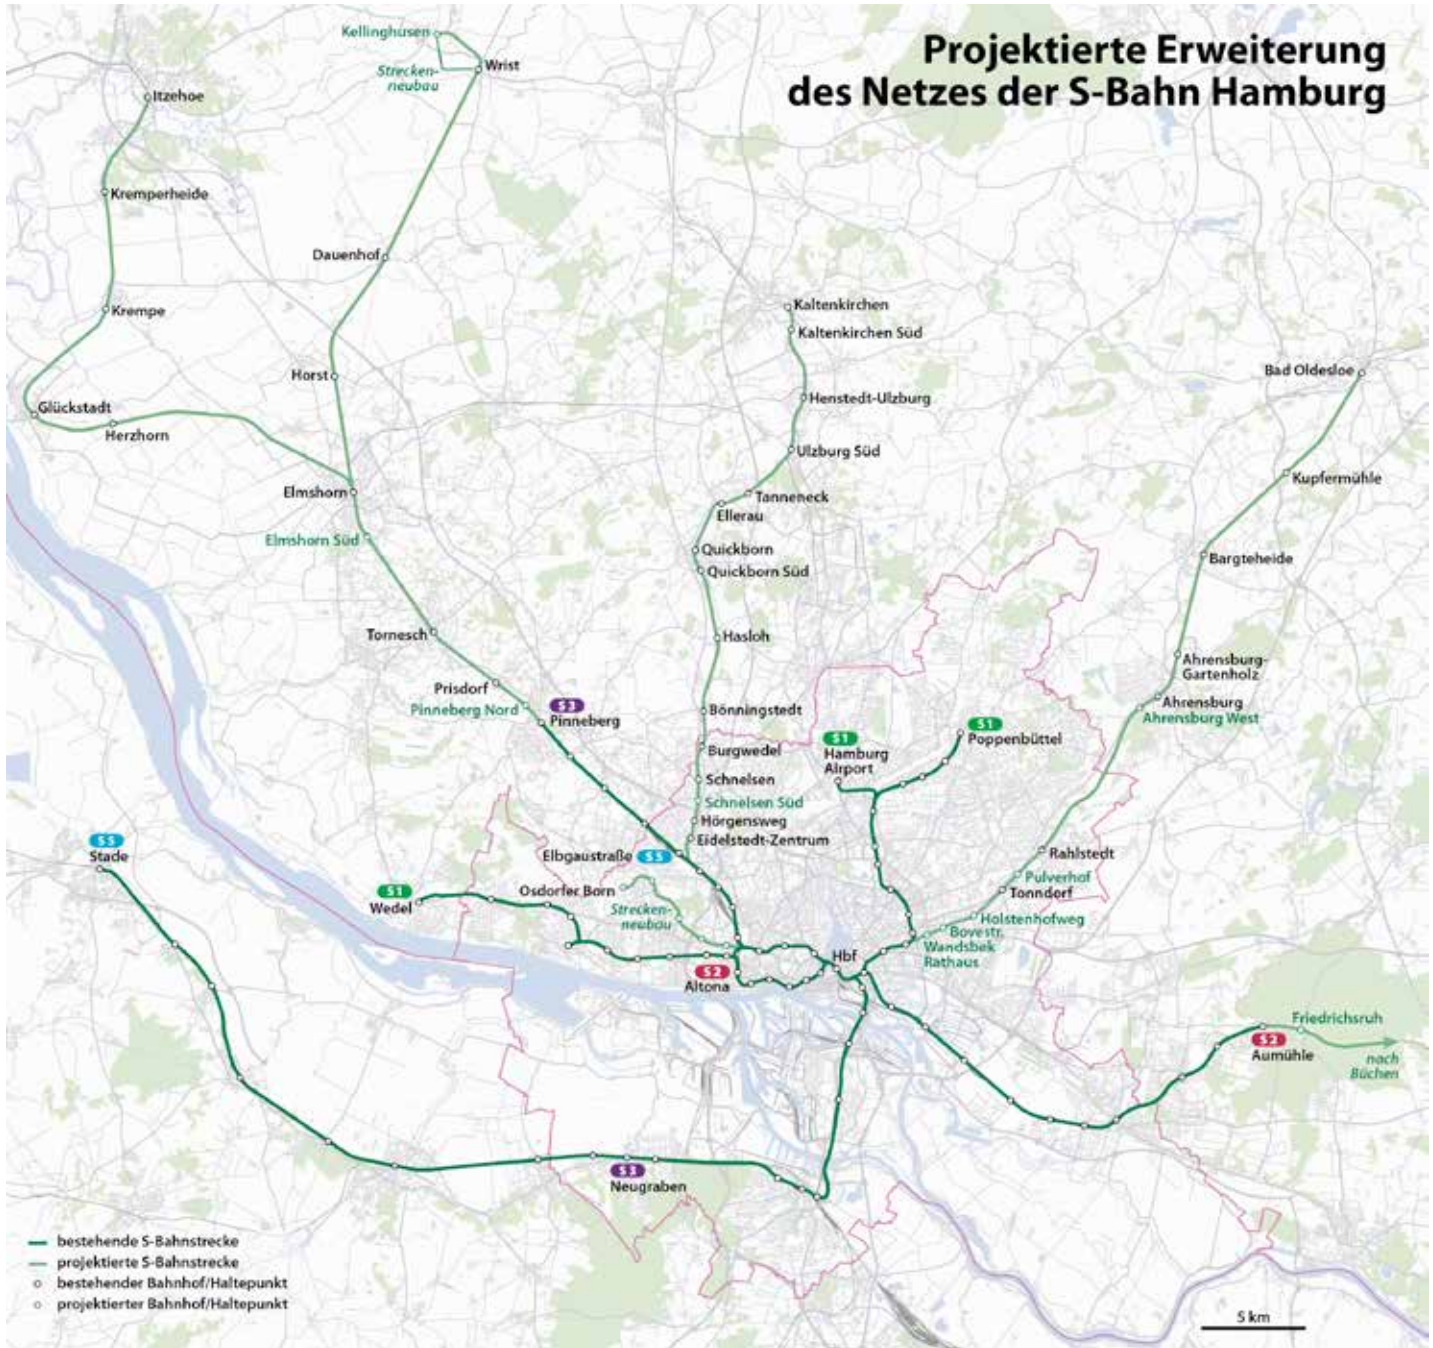 Projektierte Erweiterung
des Netzes der S-Bahn Hamburg
Kellinghusen
Wrist
Strecken-
neubau
Itzehoe
Kremperheide
Dauenhof
Krempe
Kaltenkirchen
Kaltenkirchen Süd
Horst
Bad Oldesloe
Henstedt-Ulzburg
Glückstadt
Herzhorn
Ulzburg Süd
Kupfermühle
Elmshorn
Tanneneck
Ellerau
Elmshorn Süd
Quickborn
Quickborn Süd
Bargteheide
Tornesch
Hasloh
Ahrensburg-
Gartenholz
Prisdorf
Pinneberg Nord
S3
Pinneberg
Bönningstedt
Ahrensburg
Ahrensburg West
S1
Poppenbüttel
S1
Hamburg
Airport
Burgwedel
Schnelsen
Schnelsen Süd
Hörgensweg
Eidelstedt-Zentrum
S5
Stade
Elbgaustraße
S5
Rahlstedt
Pulverhof
Tonndorf
S1
Wedel
Osdorfer Born
Strecken-
neubau
Holstenhofweg
Bovestr.
Wandsbek
Rathaus
Hbf
S2
Altona
Friedrichsruh
S2
Aumühle
nach
Büchen
S3
Neugraben
bestehende S-Bahnstrecke
projektierte S-Bahnstrecke
bestehender Bahnhof/Haltepunkt
projektierter Bahnhof/Haltepunkt
5 km